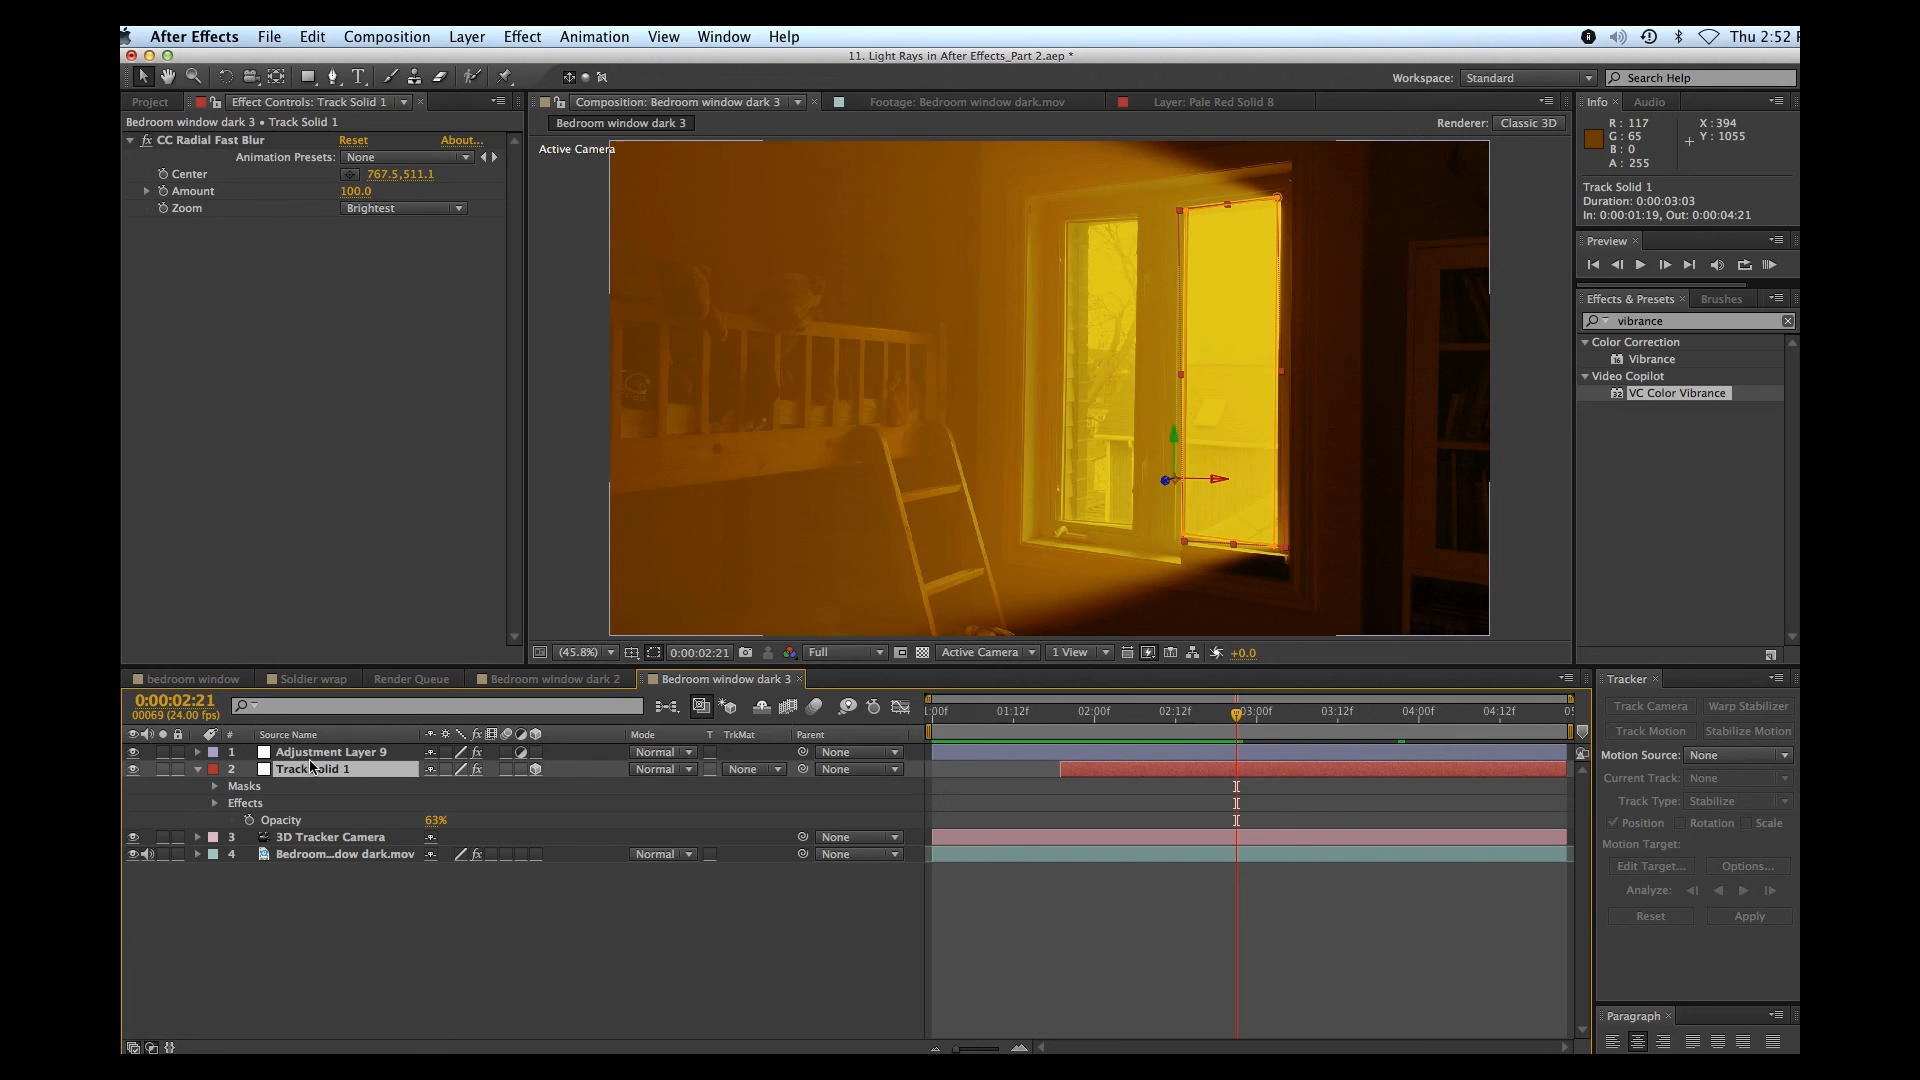 After Effects File Edit Composition Layer Effect Animation View Window Help
Thu 2:52
11. Light Rays in After Effects_Part 2.aep *
Workspace: Standard
Search Help
Project
Effect Controls: Track Solid 1
Composition: Bedroom window dark 3
Footage: Bedroom window dark.mov
Layer: Pale Red Solid 8
Info
Audio
Bedroom window dark 3 • Track Solid 1
Bedroom window dark 3
Renderer: Classic 3D
R: 117
G: 65
B: 0
A: 255
X: 394
Y: 1055
fx CC Radial Fast Blur
Reset
About...
Active Camera
Animation Presets: None
Center 767.5,511.1
Amount 100.0
Zoom Brightest
Track Solid 1
Duration: 0:00:03:03
In: 0:00:01:19, Out: 0:00:04:21
Preview
Effects & Presets
Brushes
vibrance
Color Correction
Vibrance
Video Copilot
VC Color Vibrance
(45.8%)
0:00:02:21
Full
Active Camera
1 View
+0.0
bedroom window
Soldier wrap
Render Queue
Bedroom window dark 2
Bedroom window dark 3
Tracker
0:00:02:21
00069 (24.00 fps)
:00f 01:12f 02:00f 02:12f 03:00f 03:12f 04:00f 04:12f
Track Camera
Warp Stabilizer
Track Motion
Stabilize Motion
# Source Name fx Mode T TrkMat Parent
1 Adjustment Layer 9 fx Normal None
2 Track Solid 1 fx Normal None None
Masks
Effects
Opacity 63%
3 3D Tracker Camera None
4 Bedroom...dow dark.mov fx Normal None
Motion Source: None
Current Track: None
Track Type: Stabilize
Position Rotation Scale
Motion Target:
Edit Target...
Options...
Analyze:
Reset
Apply
Paragraph